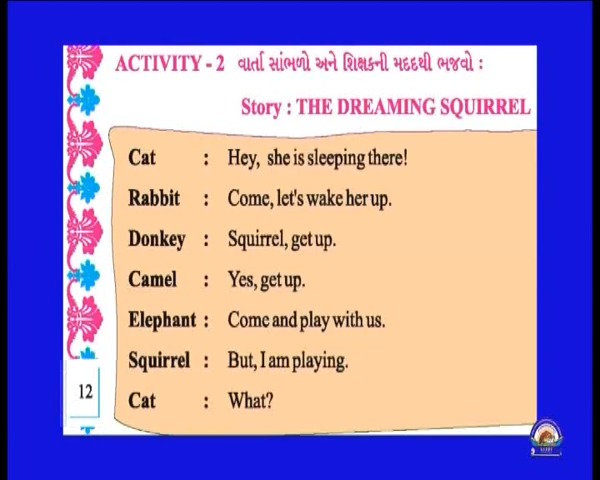 ACTIVITY - 2 વાર્તા સાંભળો અને શિક્ષકની મદદથી ભજવો :
Story : THE DREAMING SQUIRREL
Cat : Hey, she is sleeping there!
Rabbit : Come, let's wake her up.
Donkey : Squirrel, get up.
Camel : Yes, get up.
Elephant : Come and play with us.
Squirrel : But, I am playing.
Cat : What?
12